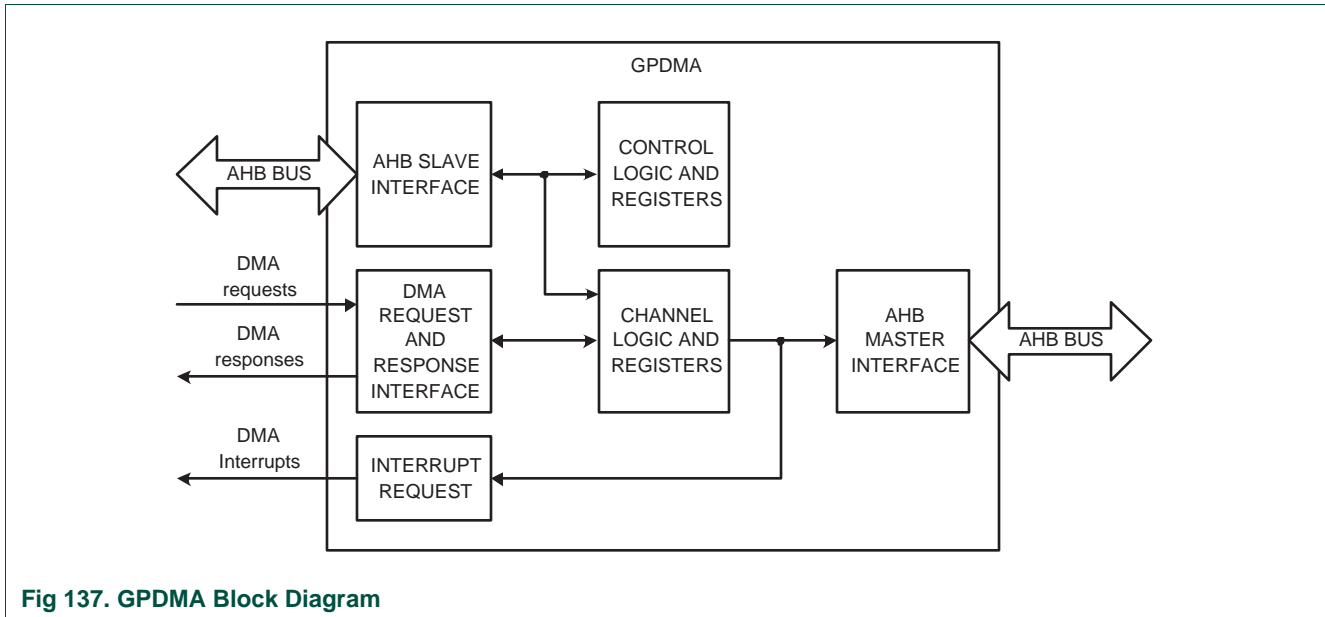 GPDMA
AHB BUS
AHB SLAVE
INTERFACE
CONTROL
LOGIC AND
REGISTERS
DMA
requests
DMA
responses
DMA
REQUEST
AND
RESPONSE
INTERFACE
CHANNEL
LOGIC AND
REGISTERS
AHB
MASTER
INTERFACE
AHB BUS
DMA
Interrupts
INTERRUPT
REQUEST
Fig 137. GPDMA Block Diagram